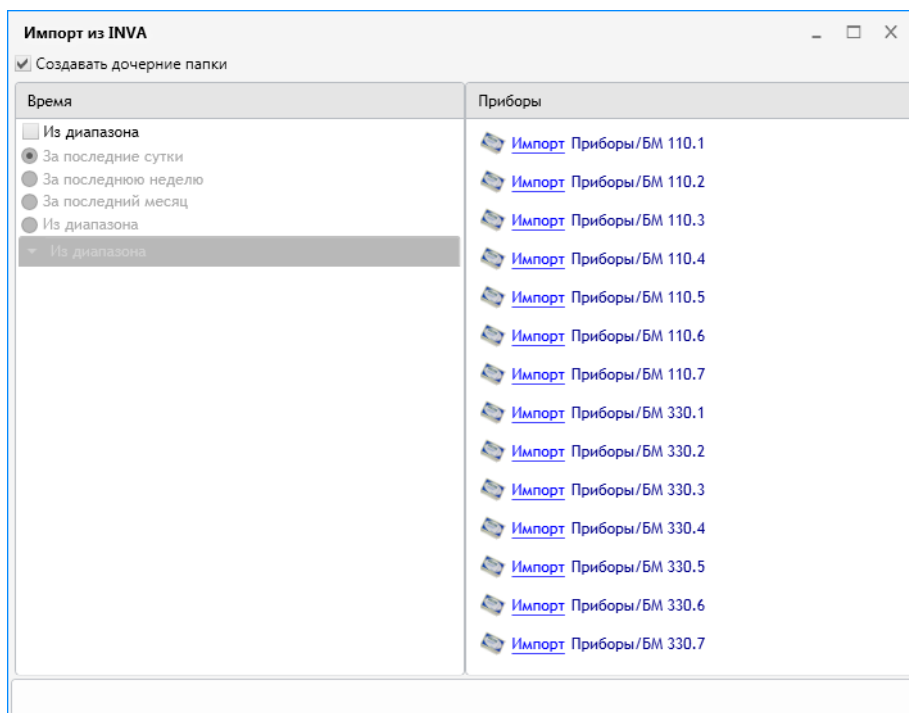 Импорт из INVA
Создавать дочерние папки
Время
Из диапазона
За последние сутки
За последнюю неделю
За последний месяц
Из диапазона
Из диапазона
Приборы
Импорт Приборы/БМ 110.1
Импорт Приборы/БМ 110.2
Импорт Приборы/БМ 110.3
Импорт Приборы/БМ 110.4
Импорт Приборы/БМ 110.5
Импорт Приборы/БМ 110.6
Импорт Приборы/БМ 110.7
Импорт Приборы/БМ 330.1
Импорт Приборы/БМ 330.2
Импорт Приборы/БМ 330.3
Импорт Приборы/БМ 330.4
Импорт Приборы/БМ 330.5
Импорт Приборы/БМ 330.6
Импорт Приборы/БМ 330.7